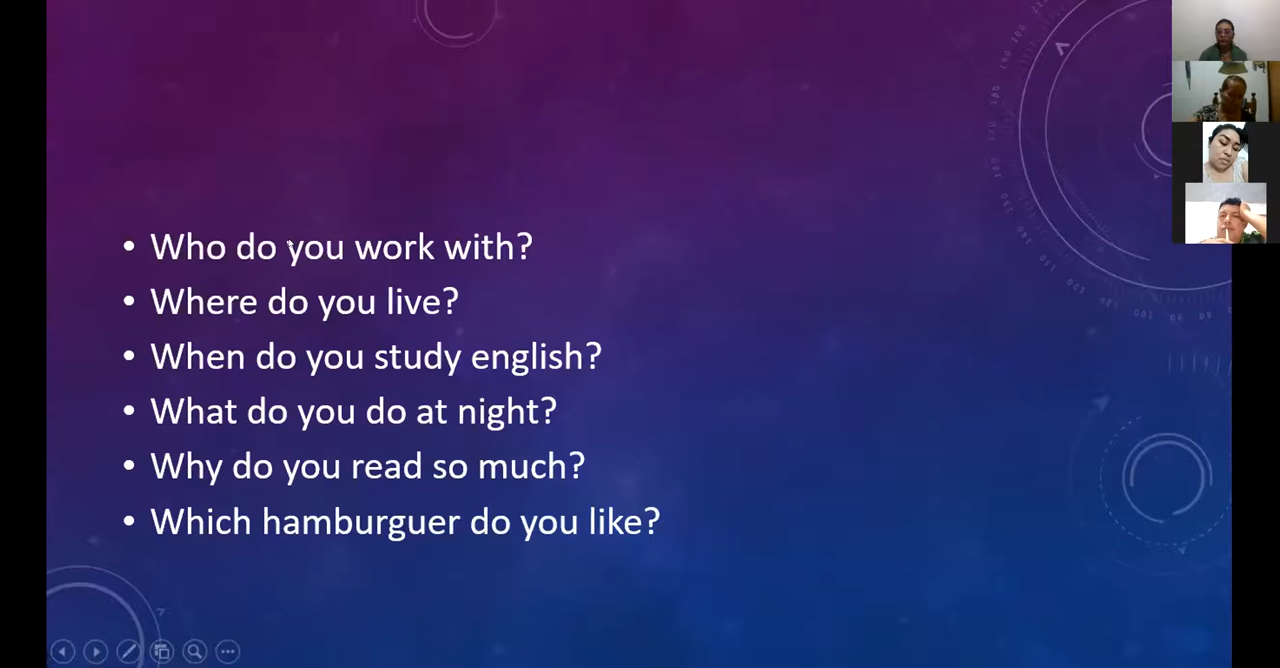 • Who do you work with?
• Where do you live?
• When do you study english?
• What do you do at night?
• Why do you read so much?
• Which hamburguer do you like?